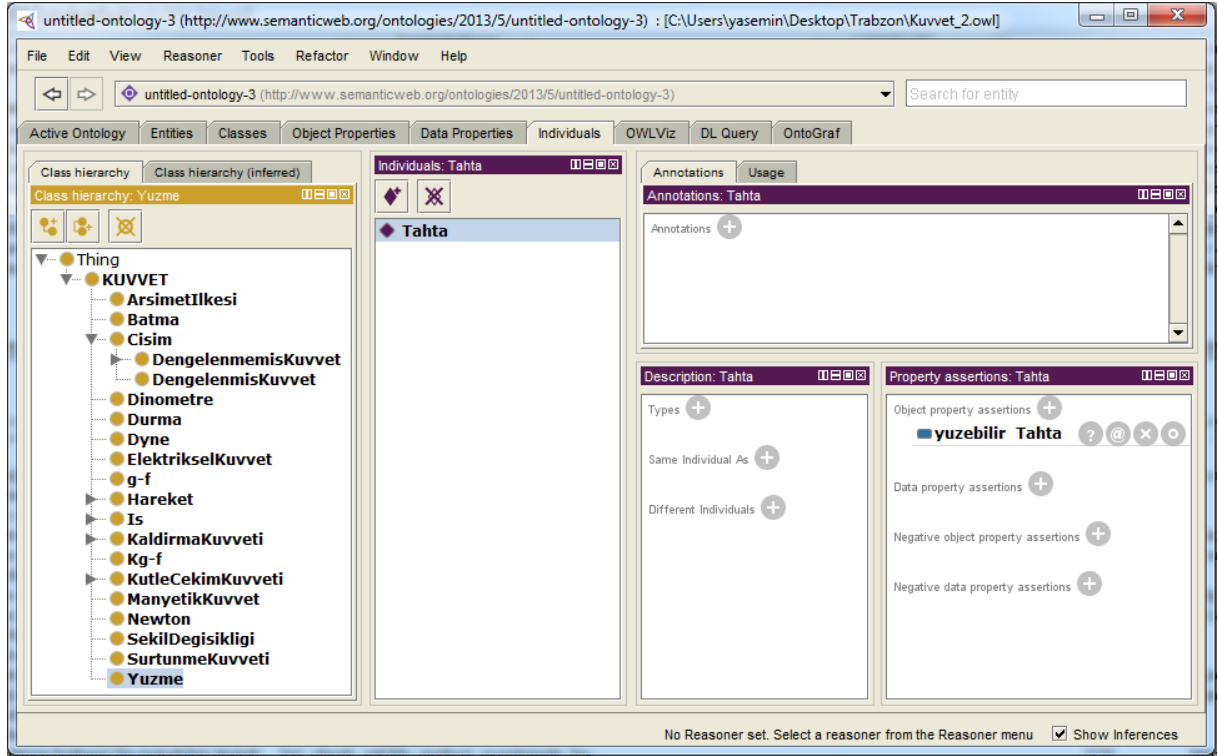 untitled-ontology-3 (http://www.semanticweb.org/ontologies/2013/5/untitled-ontology-3) : [C:\Users\yasemin\Desktop\Trabzon\Kuvvet_2.owl]
File Edit View Reasoner Tools Refactor Window Help
untitled-ontology-3 (http://www.semanticweb.org/ontologies/2013/5/untitled-ontology-3)
Search for entity
Active Ontology Entities Classes Object Properties Data Properties Individuals OWLViz DL Query OntoGraf
Class hierarchy Class hierarchy (inferred)
Class hierarchy: Yuzme
Thing
KUVVET
ArsimetIlkesi
Batma
Cisim
DengelenmemisKuvvet
DengelenmisKuvvet
Dinometre
Durma
Dyne
ElektrikselKuvvet
g-f
Hareket
Is
KaldirmaKuvveti
Kg-f
KutleCekimKuvveti
ManyetikKuvvet
Newton
SekilDegisikligi
SurtunmeKuvveti
Yuzme
Individuals: Tahta
Tahta
Annotations Usage
Annotations: Tahta
Annotations
Description: Tahta
Types
Same Individual As
Different Individuals
Property assertions: Tahta
Object property assertions
yuzebilir Tahta
Data property assertions
Negative object property assertions
Negative data property assertions
No Reasoner set. Select a reasoner from the Reasoner menu Show Inferences